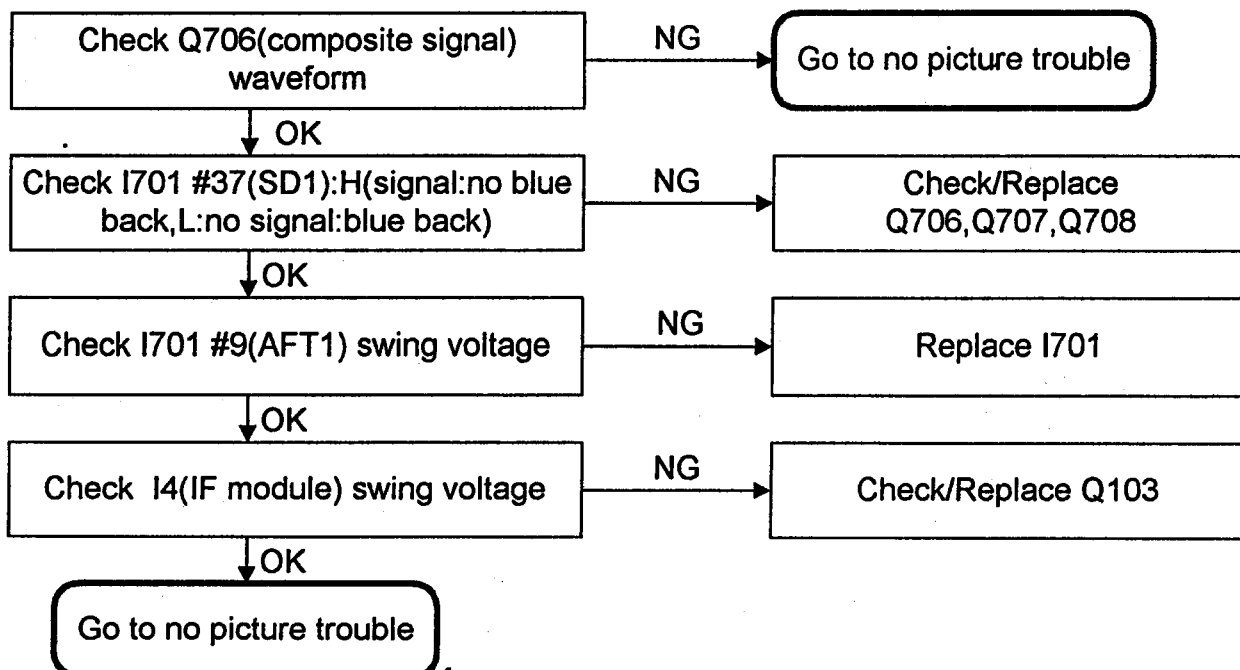 Check Q706(composite signal)
waveform
NG
Go to no picture trouble
OK
Check I701 #37(SD1):H(signal:no blue
back,L:no signal:blue back)
NG
Check/Replace
Q706,Q707,Q708
OK
Check I701 #9(AFT1) swing voltage
NG
Replace I701
OK
Check I4(IF module) swing voltage
NG
Check/Replace Q103
OK
Go to no picture trouble